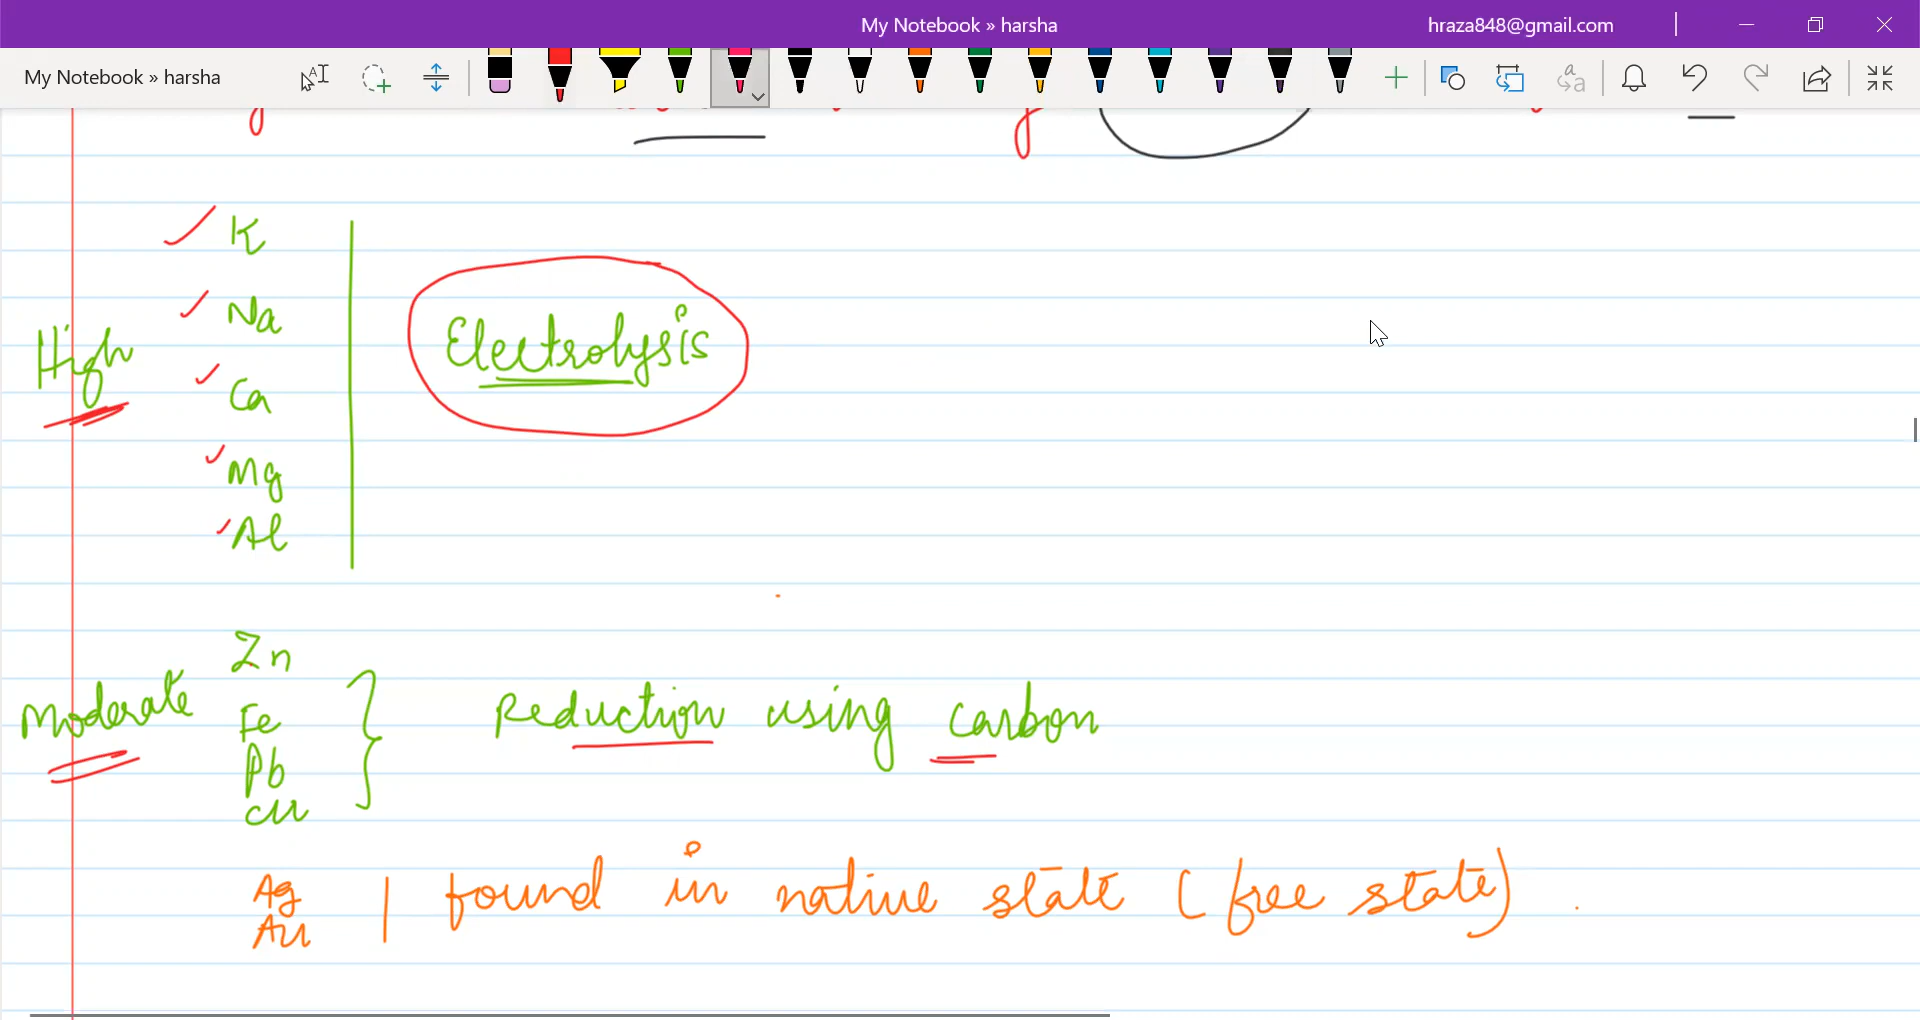 My Notebook » harsha
hraza848@gmail.com
My Notebook » harsha
K
Na
High
Electrolysis
Ca
Mg
Al
Zn
Moderate
Fe
Reduction using carbon
Pb
Cu
Ag
found in native state (free state).
Au